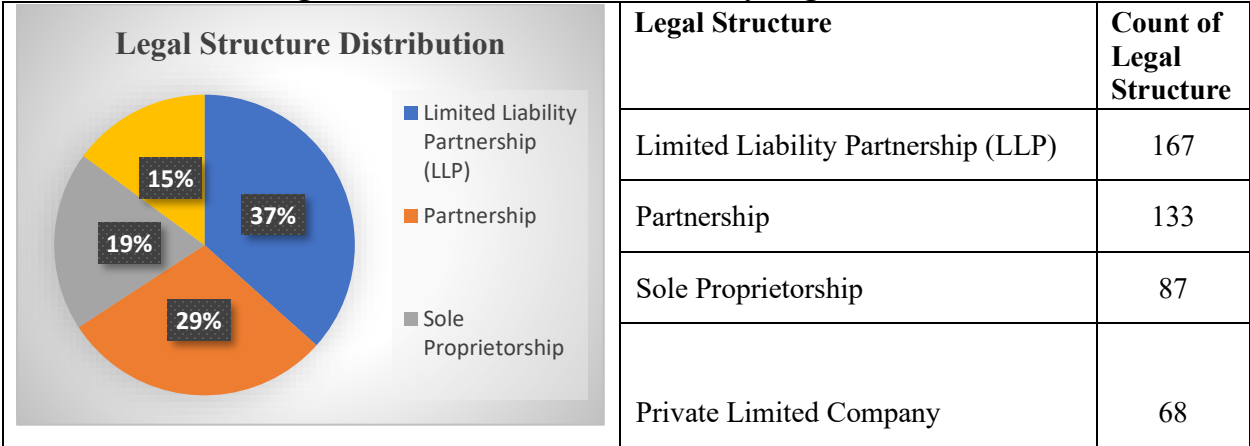 Legal Structure Distribution
15%
37%
19%
29%
Limited Liability
Partnership
(LLP)
Partnership
Sole
Proprietorship
Legal Structure
Count of
Legal
Structure
Limited Liability Partnership (LLP)
167
Partnership
133
Sole Proprietorship
87
Private Limited Company
68